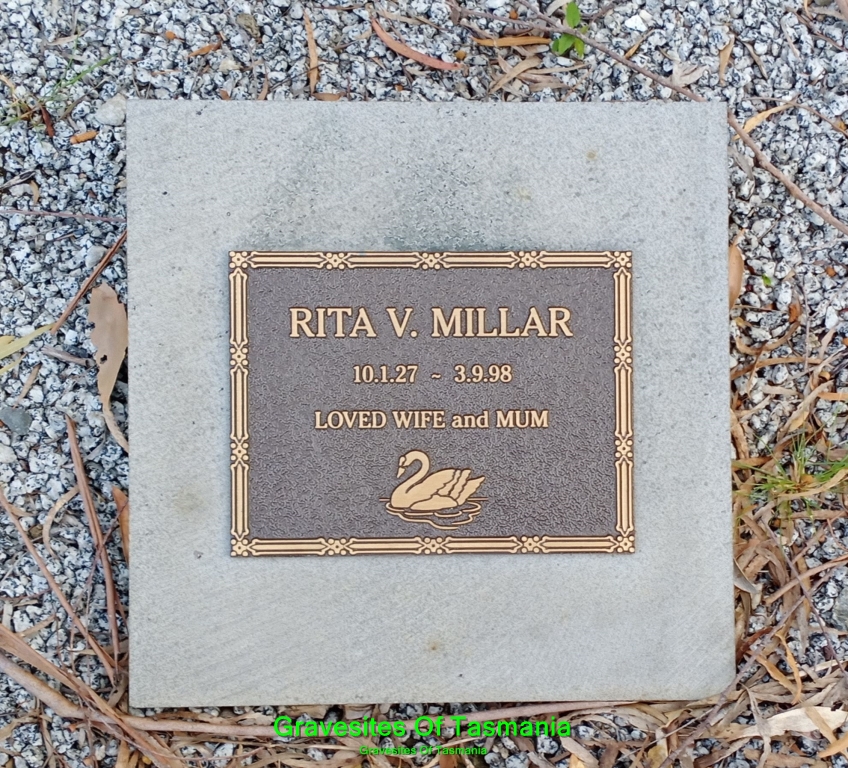 RITA V. MILLAR
10.1.27 ~ 3.9.98
LOVED WIFE and MUM
Gravesites Of Tasmania
Gravesites Of Tasmania